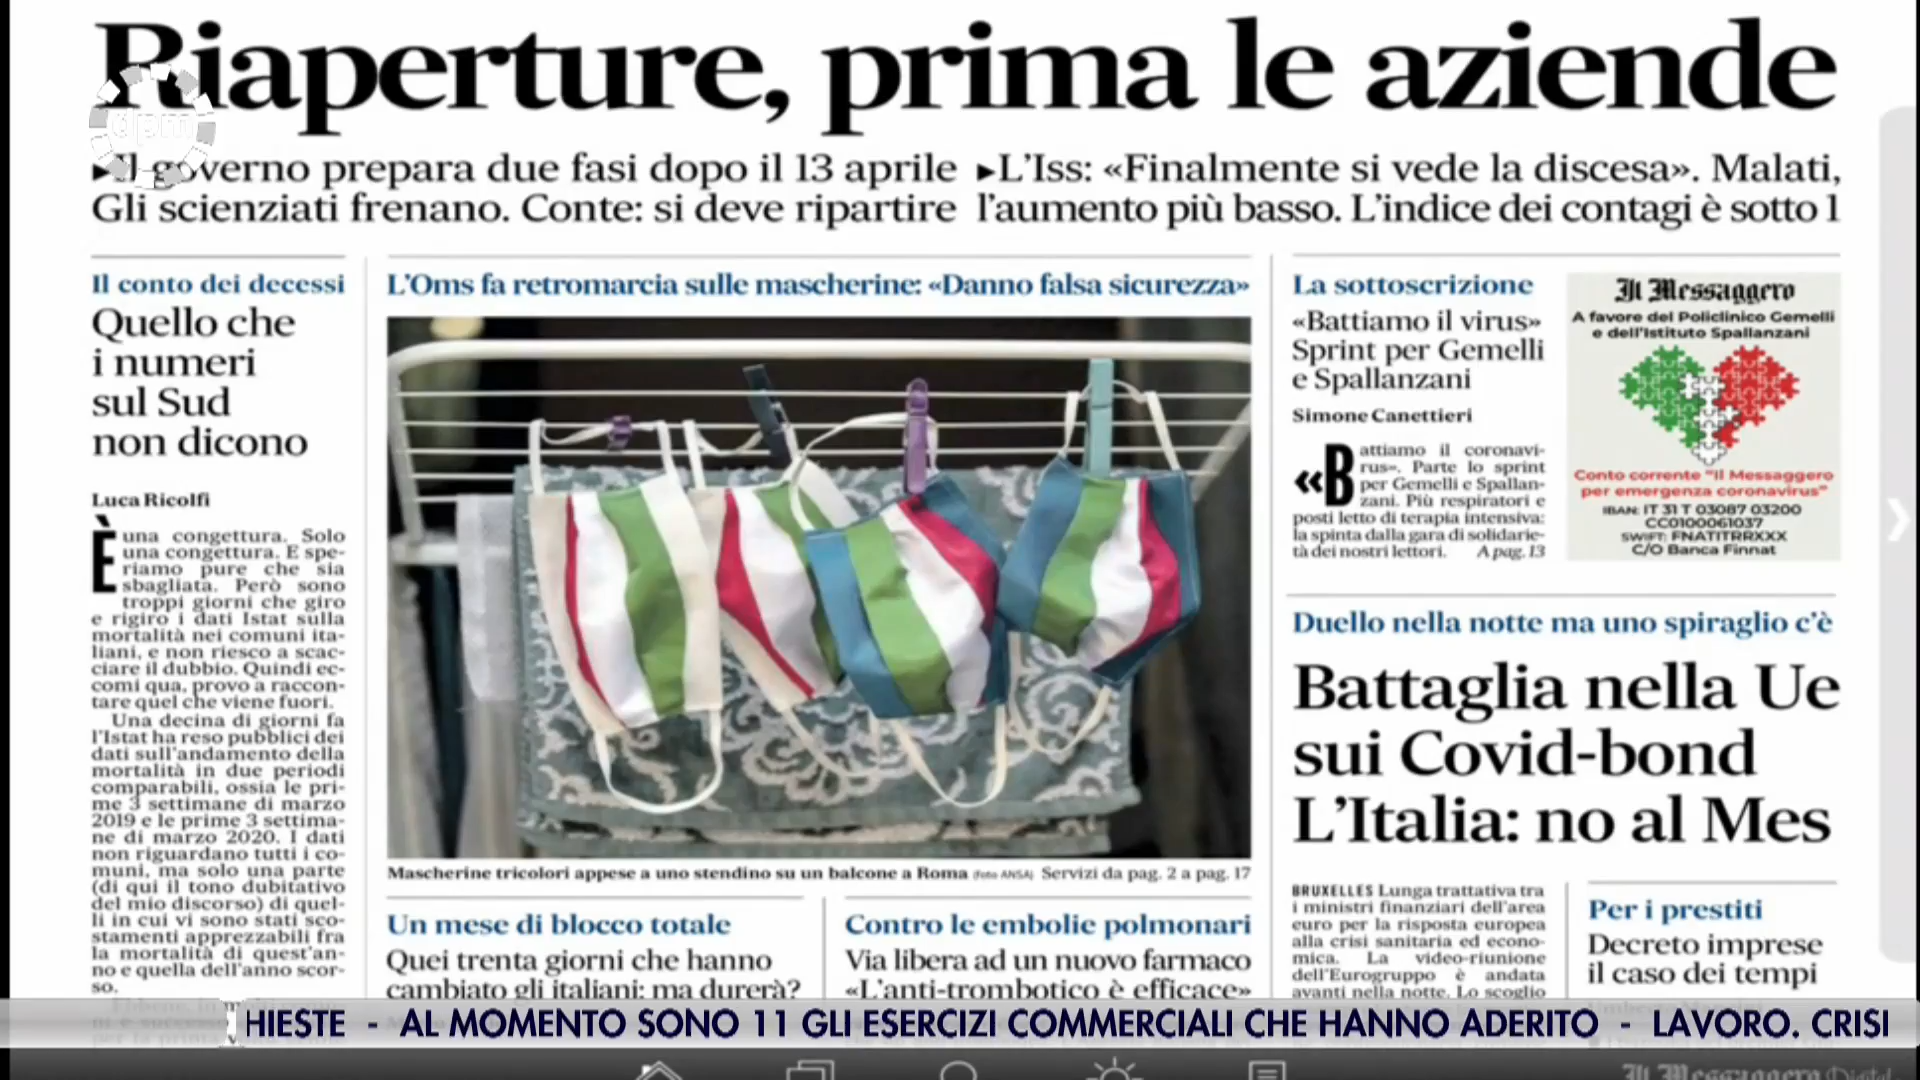 Riaperture, prima le aziende
dpm
▸Il governo prepara due fasi dopo il 13 aprile
Gli scienziati frenano. Conte: si deve ripartire
▸L'Iss: «Finalmente si vede la discesa». Malati,
l'aumento più basso. L'indice dei contagi è sotto 1
Il conto dei decessi
Quello che
i numeri
sul Sud
non dicono
Luca Ricolfi
È una congettura. Solo
una congettura. E spe-
riamo pure che sia
sbagliata. Però sono
troppi giorni che giro
e rigiro i dati Istat sulla
mortalità nei comuni ita-
liani, e non riesco a scac-
ciare il dubbio. Quindi ec-
comi qua, provo a raccon-
tare quel che viene fuori.
Una decina di giorni fa
l'Istat ha reso pubblici dei
dati sull'andamento della
mortalità in due periodi
comparabili, ossia le pri-
me 3 settimane di marzo
2019 e le prime 3 settima-
ne di marzo 2020. I dati
non riguardano tutti i co-
muni, ma solo una parte
(di qui il tono dubitativo
del mio discorso) di quel-
li in cui vi sono stati sco-
stamenti apprezzabili fra
la mortalità di quest'an-
no e quella dell'anno scor-
so.
L'Oms fa retromarcia sulle mascherine: «Danno falsa sicurezza»
Mascherine tricolori appese a uno stendino su un balcone a Roma (foto ANSA) Servizi da pag. 2 a pag. 17
Un mese di blocco totale
Quei trenta giorni che hanno
cambiato gli italiani: ma durerà?
Contro le embolie polmonari
Via libera ad un nuovo farmaco
«L'anti-trombotico è efficace»
La sottoscrizione
«Battiamo il virus»
Sprint per Gemelli
e Spallanzani
Simone Canettieri
«Battiamo il coronavi-
rus». Parte lo sprint
per Gemelli e Spallan-
zani. Più respiratori e
posti letto di terapia intensiva:
la spinta dalla gara di solidarie-
tà dei nostri lettori. A pag. 13
Il Messaggero
A favore del Policlinico Gemelli
e dell'Istituto Spallanzani
Conto corrente "Il Messaggero
per emergenza coronavirus"
IBAN: IT 31 T 03087 03200
CC0100061037
SWIFT: FNATITRRXXX
C/O Banca Finnat
Duello nella notte ma uno spiraglio c'è
Battaglia nella Ue
sui Covid-bond
L'Italia: no al Mes
BRUXELLES Lunga trattativa tra
i ministri finanziari dell'area
euro per la risposta europea
alla crisi sanitaria ed econo-
mica. La video-riunione
dell'Eurogruppo è andata
avanti nella notte. Lo scoglio
Per i prestiti
Decreto imprese
il caso dei tempi
HIESTE - AL MOMENTO SONO 11 GLI ESERCIZI COMMERCIALI CHE HANNO ADERITO - LAVORO. CRISI
Il Messaggero Digital